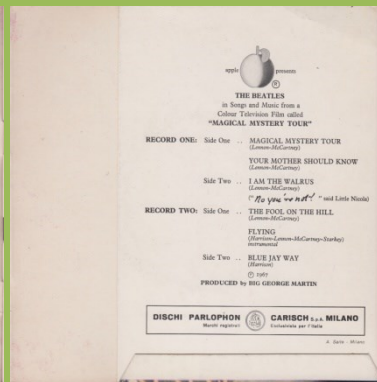 apple presents
THE BEATLES
in Songs and Music from a
Colour Television Film called
"MAGICAL MYSTERY TOUR"
RECORD ONE: Side One .. MAGICAL MYSTERY TOUR
(Lennon-McCartney)
YOUR MOTHER SHOULD KNOW
(Lennon-McCartney)
Side Two .. I AM THE WALRUS
(Lennon-McCartney)
("No you're not!" said Little Nicola)
RECORD TWO: Side One .. THE FOOL ON THE HILL
(Lennon-McCartney)
FLYING
(Harrison-Lennon-McCartney-Starkey)
instrumental
Side Two .. BLUE JAY WAY
(Harrison)
℗ 1967
PRODUCED by BIG GEORGE MARTIN
DISCHI PARLOPHON CARISCH S.p.A. MILANO
Marchi registrati Esclusivista per l'Italia
Milano